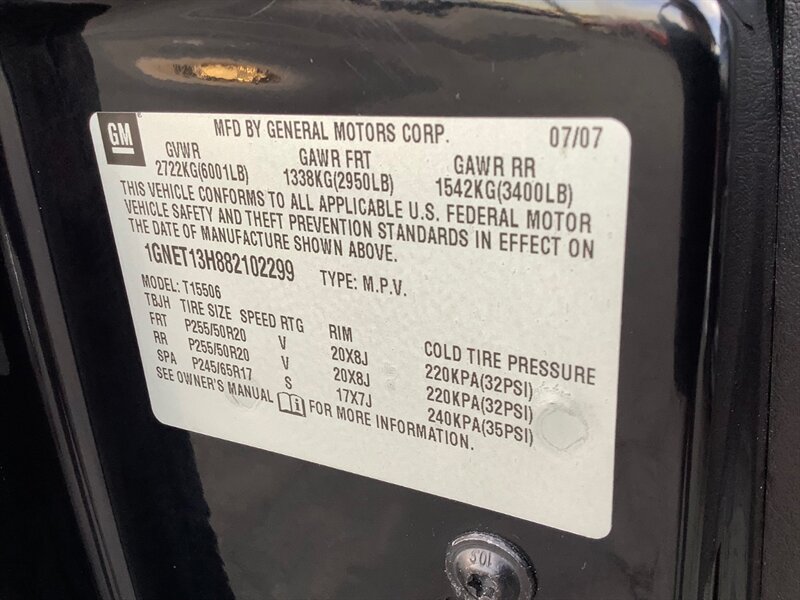 GM
MFD BY GENERAL MOTORS CORP. 07/07
GVWR GAWR FRT GAWR RR
2722KG(6001LB) 1338KG(2950LB) 1542KG(3400LB)
THIS VEHICLE CONFORMS TO ALL APPLICABLE U.S. FEDERAL MOTOR
VEHICLE SAFETY AND THEFT PREVENTION STANDARDS IN EFFECT ON
THE DATE OF MANUFACTURE SHOWN ABOVE.
1GNET13H882102299 TYPE: M.P.V.
MODEL: T15506
TBJH TIRE SIZE SPEED RTG RIM COLD TIRE PRESSURE
FRT P255/50R20 V 20X8J 220KPA(32PSI)
RR P255/50R20 V 20X8J 220KPA(32PSI)
SPA P245/65R17 S 17X7J 240KPA(35PSI)
SEE OWNER'S MANUAL FOR MORE INFORMATION.
10.9